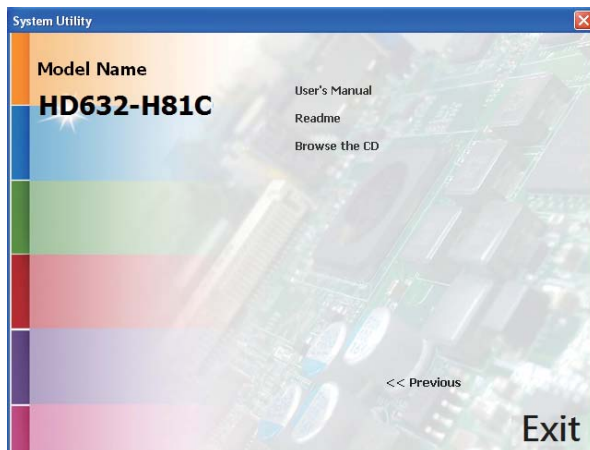 System Utility
Model Name
HD632-H81C
User's Manual
Readme
Browse the CD
<< Previous
Exit